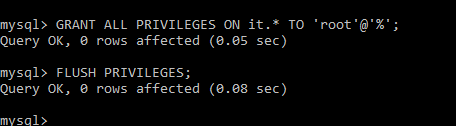 mysql> GRANT ALL PRIVILEGES ON it.* TO 'root'@'%';
Query OK, 0 rows affected (0.05 sec)
mysql> FLUSH PRIVILEGES;
Query OK, 0 rows affected (0.08 sec)
mysql>